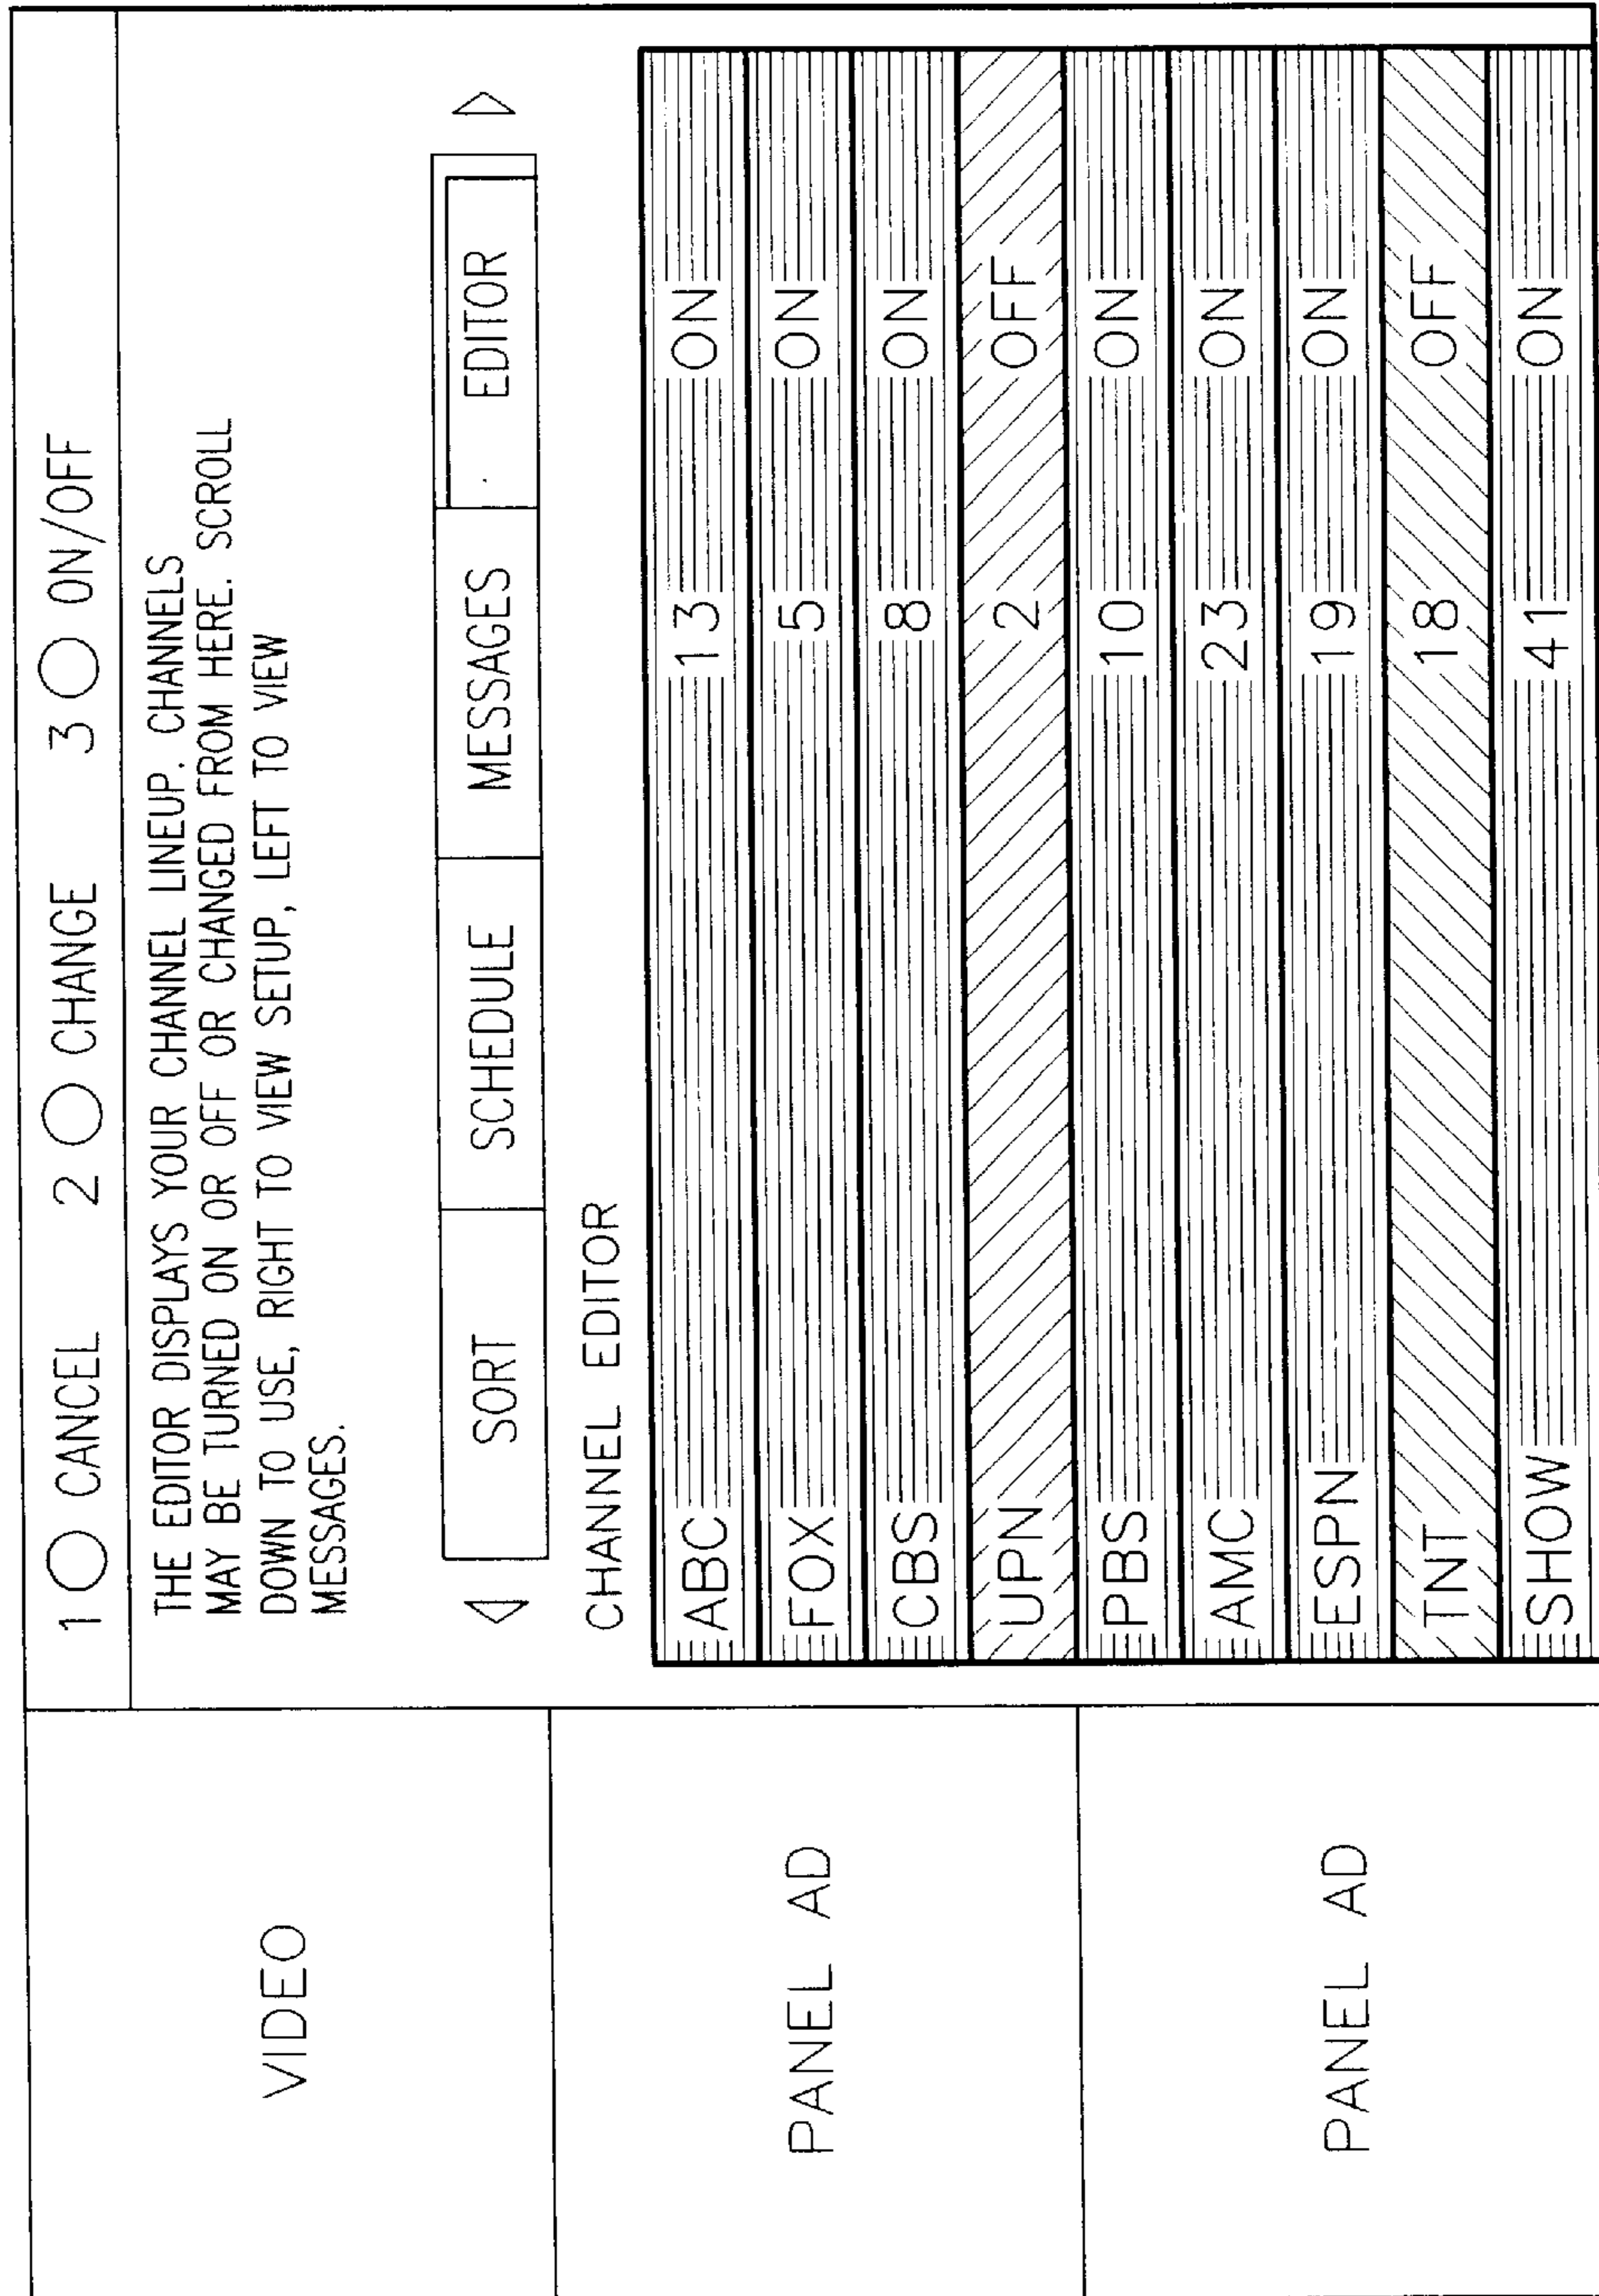 1 CANCEL 2 CHANGE 3 ON/OFF
THE EDITOR DISPLAYS YOUR CHANNEL LINEUP. CHANNELS
MAY BE TURNED ON OR OFF OR CHANGED FROM HERE. SCROLL
DOWN TO USE, RIGHT TO VIEW SETUP, LEFT TO VIEW
MESSAGES.
SORT SCHEDULE MESSAGES EDITOR
CHANNEL EDITOR
ABC 13 ON
FOX 5 ON
CBS 8 ON
UPN 2 OFF
PBS 10 ON
AMC 23 ON
ESPN 19 ON
TNT 18 OFF
SHOW 41 ON
VIDEO
PANEL AD
PANEL AD